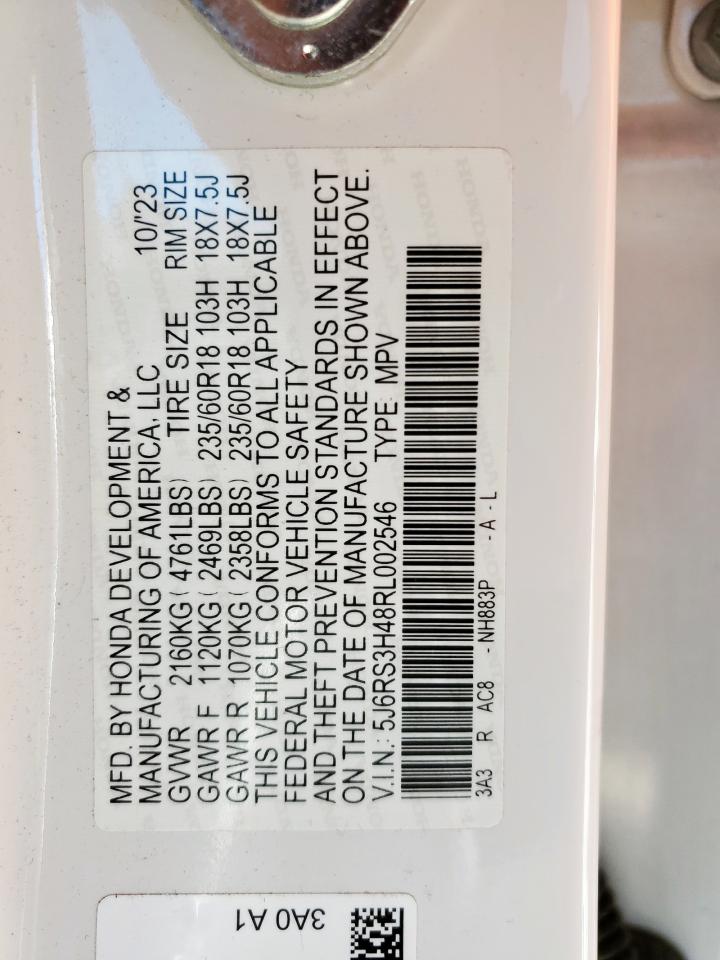 MFD. BY HONDA DEVELOPMENT &
MANUFACTURING OF AMERICA, LLC 10/'23
GVWR 2160KG ( 4761LBS) TIRE SIZE RIM SIZE
GAWR F 1120KG ( 2469LBS) 235/60R18 103H 18X7.5J
GAWR R 1070KG ( 2358LBS) 235/60R18 103H 18X7.5J
THIS VEHICLE CONFORMS TO ALL APPLICABLE
FEDERAL MOTOR VEHICLE SAFETY
AND THEFT PREVENTION STANDARDS IN EFFECT
ON THE DATE OF MANUFACTURE SHOWN ABOVE.
V.I.N.: 5J6RS3H48RL002546 TYPE: MPV
3A3 R AC8 - NH883P - A - L
3A0 A1